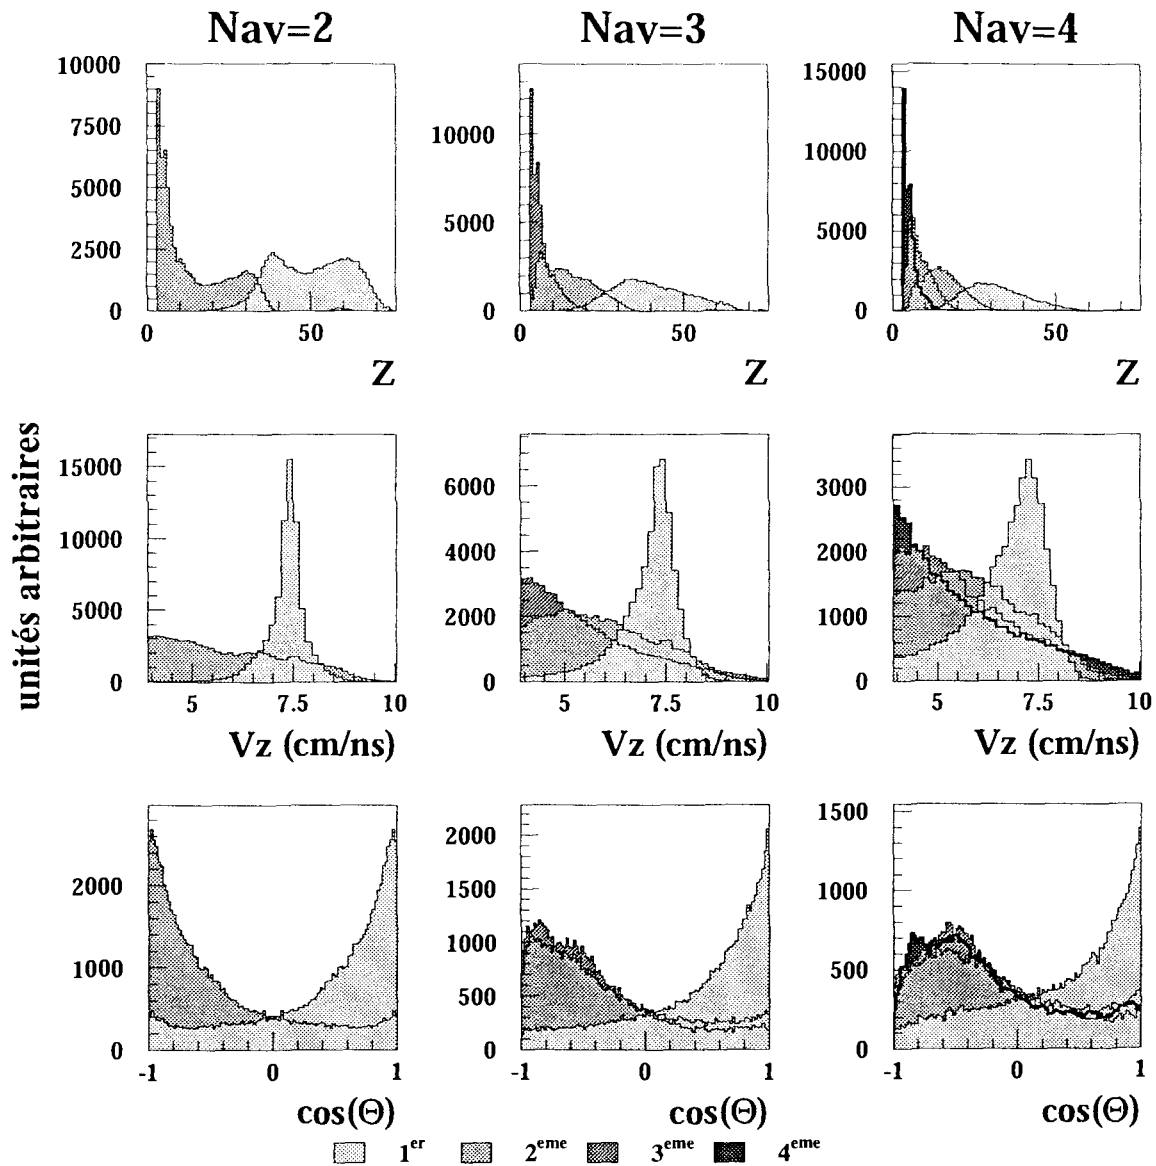 Nav=2 Nav=3 Nav=4
10000
7500
5000
2500
0
0 50
Z
10000
5000
0
0 50
Z
15000
10000
5000
0
0 50
Z
unités arbitraires
15000
10000
5000
0
5 7.5 10
Vz (cm/ns)
6000
4000
2000
0
5 7.5 10
Vz (cm/ns)
3000
2000
1000
0
5 7.5 10
Vz (cm/ns)
2000
1000
0
-1 0 1
cos(Θ)
2000
1500
1000
500
0
-1 0 1
cos(Θ)
1500
1000
500
0
-1 0 1
cos(Θ)
1er 2eme 3eme 4eme